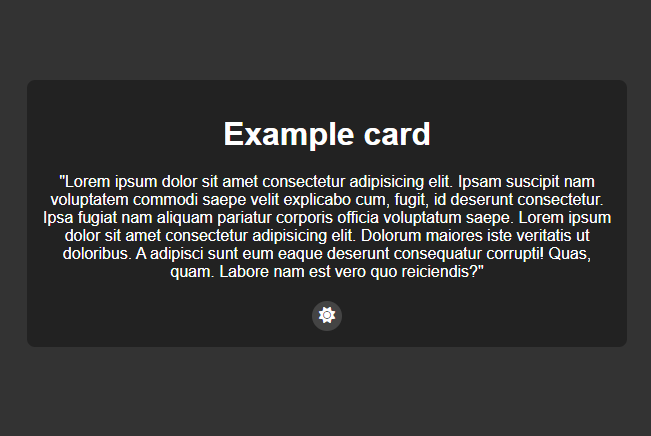 Example card
"Lorem ipsum dolor sit amet consectetur adipisicing elit. Ipsam suscipit nam
voluptatem commodi saepe velit explicabo cum, fugit, id deserunt consectetur.
Ipsa fugiat nam aliquam pariatur corporis officia voluptatum saepe. Lorem ipsum
dolor sit amet consectetur adipisicing elit. Dolorum maiores iste veritatis ut
doloribus. A adipisci sunt eum eaque deserunt consequatur corrupti! Quas,
quam. Labore nam est vero quo reiciendis?"